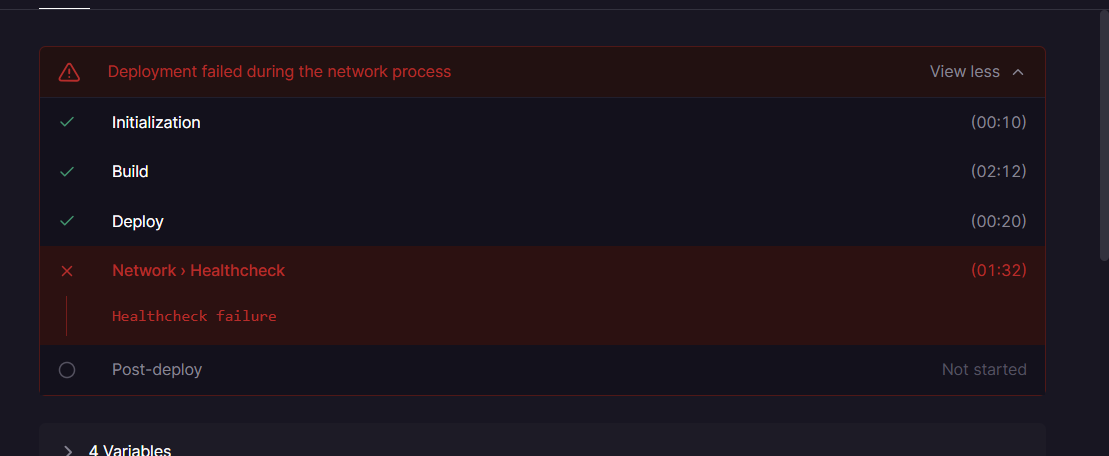 Deployment failed during the network process View less
Initialization (00:10)
Build (02:12)
Deploy (00:20)
Network › Healthcheck (01:32)
Healthcheck failure
Post-deploy Not started
4 Variables